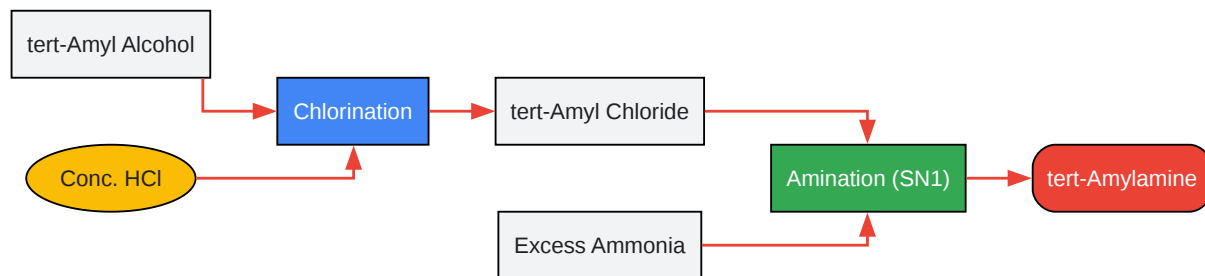 tert-Amyl Alcohol
Chlorination
tert-Amyl Chloride
Conc. HCl
Amination (SN1)
tert-Amylamine
Excess Ammonia